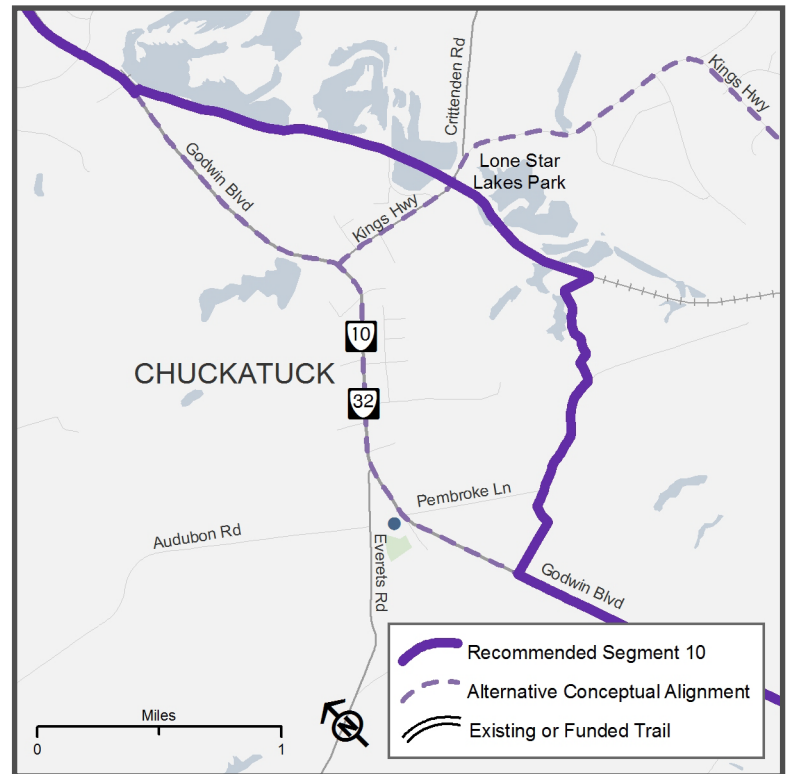 Crittenden Rd
Kings Hwy
Lone Star
Lakes Park
Godwin Blvd
Kings Hwy
10
CHUCKATUCK
32
Pembroke Ln
Audubon Rd
Everets Rd
Godwin Blvd
Recommended Segment 10
Alternative Conceptual Alignment
Existing or Funded Trail
Miles
0
1
N